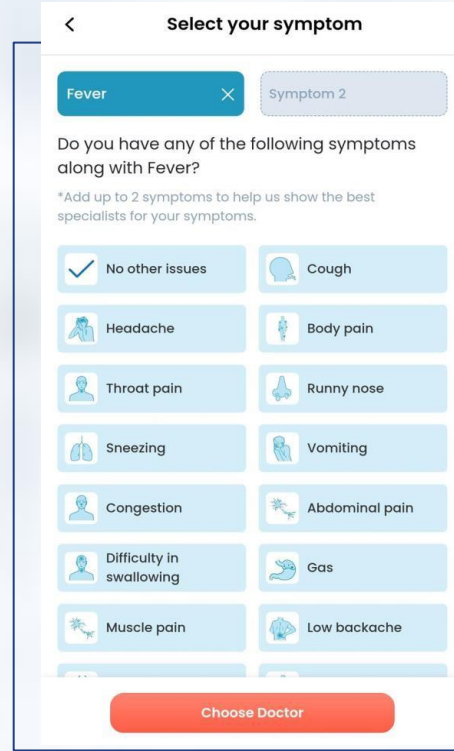 Select your symptom
Fever
Symptom 2
Do you have any of the following symptoms
along with Fever?
*Add up to 2 symptoms to help us show the best
specialists for your symptoms.
No other issues
Cough
Headache
Body pain
Throat pain
Runny nose
Sneezing
Vomiting
Congestion
Abdominal pain
Difficulty in
swallowing
Gas
Muscle pain
Low backache
Choose Doctor